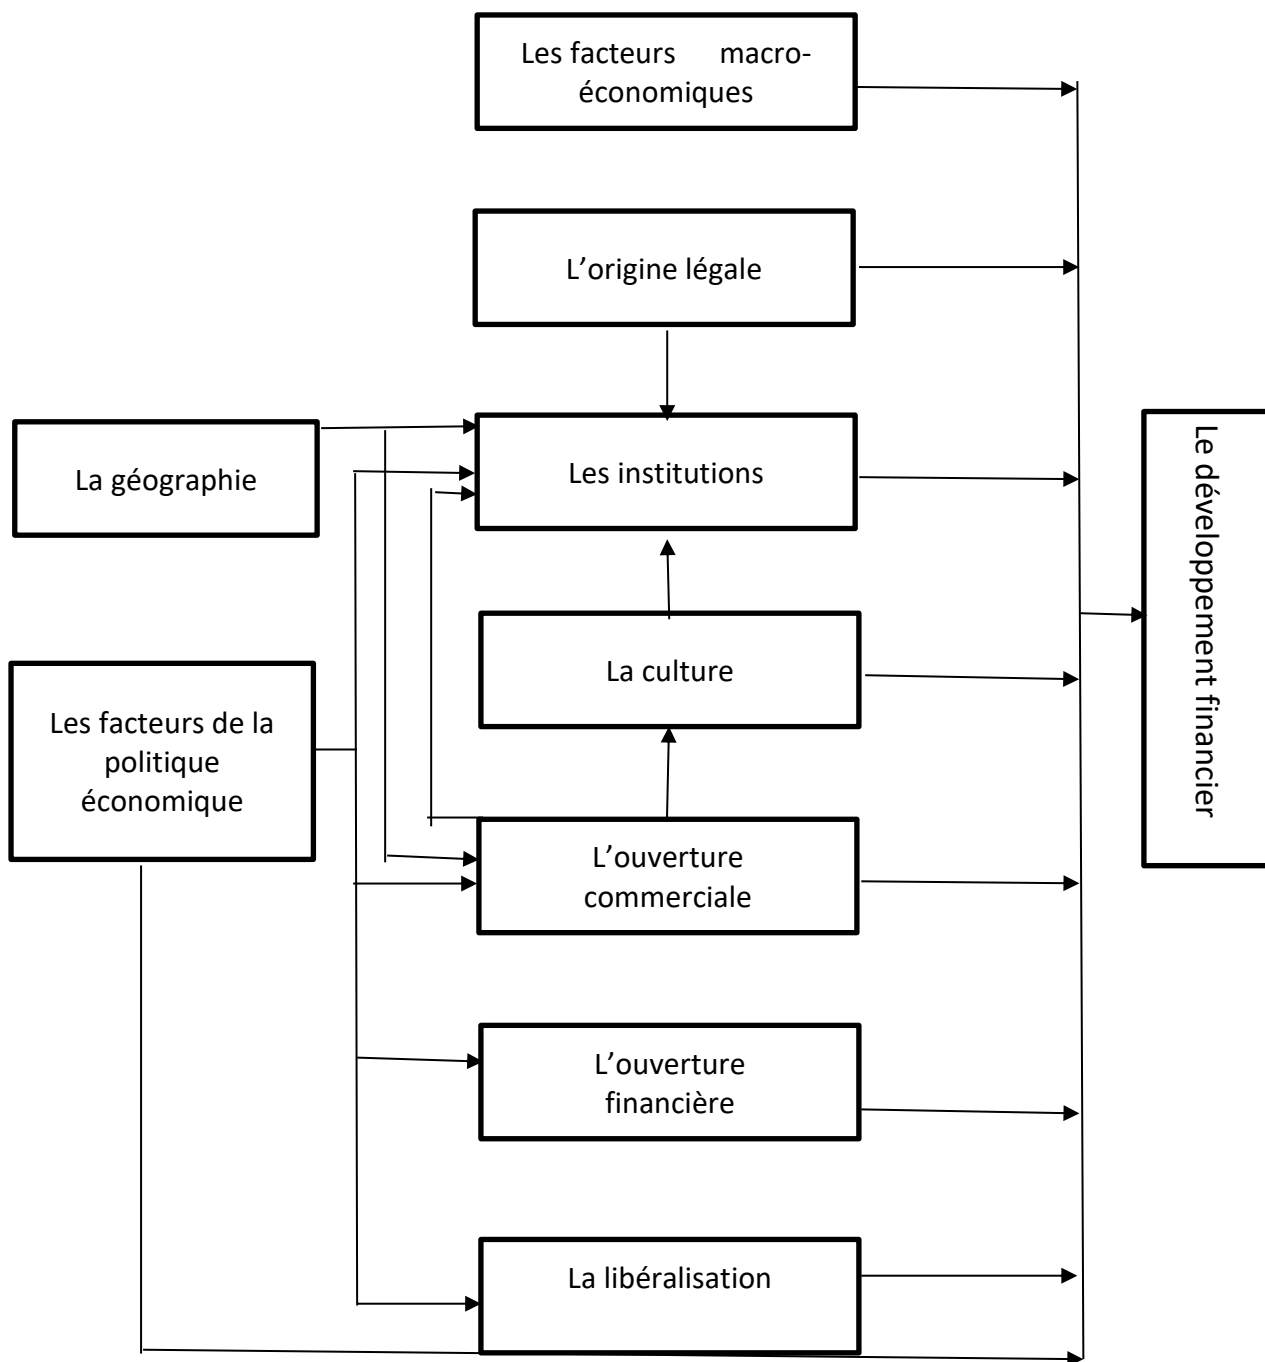 Les facteurs macro-
économiques
L’origine légale
La géographie
Les institutions
Le développement financier
La culture
Les facteurs de la
politique
économique
L’ouverture
commerciale
L’ouverture
financière
La libéralisation